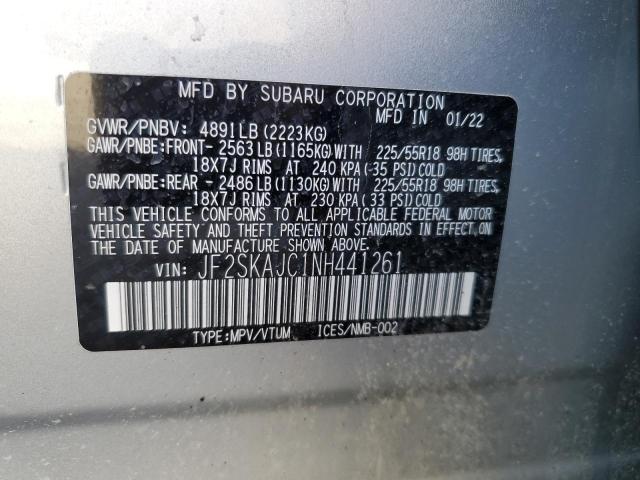 MFD BY SUBARU CORPORATION
MFD IN 01/22
GVWR/PNBV: 4891LB (2223KG)
GAWR/PNBE:FRONT- 2563 LB (1165KG) WITH 225/55R18 98H TIRES,
18X7J RIMS AT 240 KPA (-35 PSI) COLD
GAWR/PNBE:REAR - 2486 LB (1130KG) WITH 225/55R18 98H TIRES,
18X7J RIMS AT 230 KPA ( 33 PSI) COLD
THIS VEHICLE CONFORMS TO ALL APPLICABLE FEDERAL MOTOR
VEHICLE SAFETY AND THEFT PREVENTION STANDARDS IN EFFECT ON
THE DATE OF MANUFACTURE SHOWN ABOVE.
VIN: JF2SKAJC1NH441261
TYPE:MPV/VTUM ICES/NMB-002